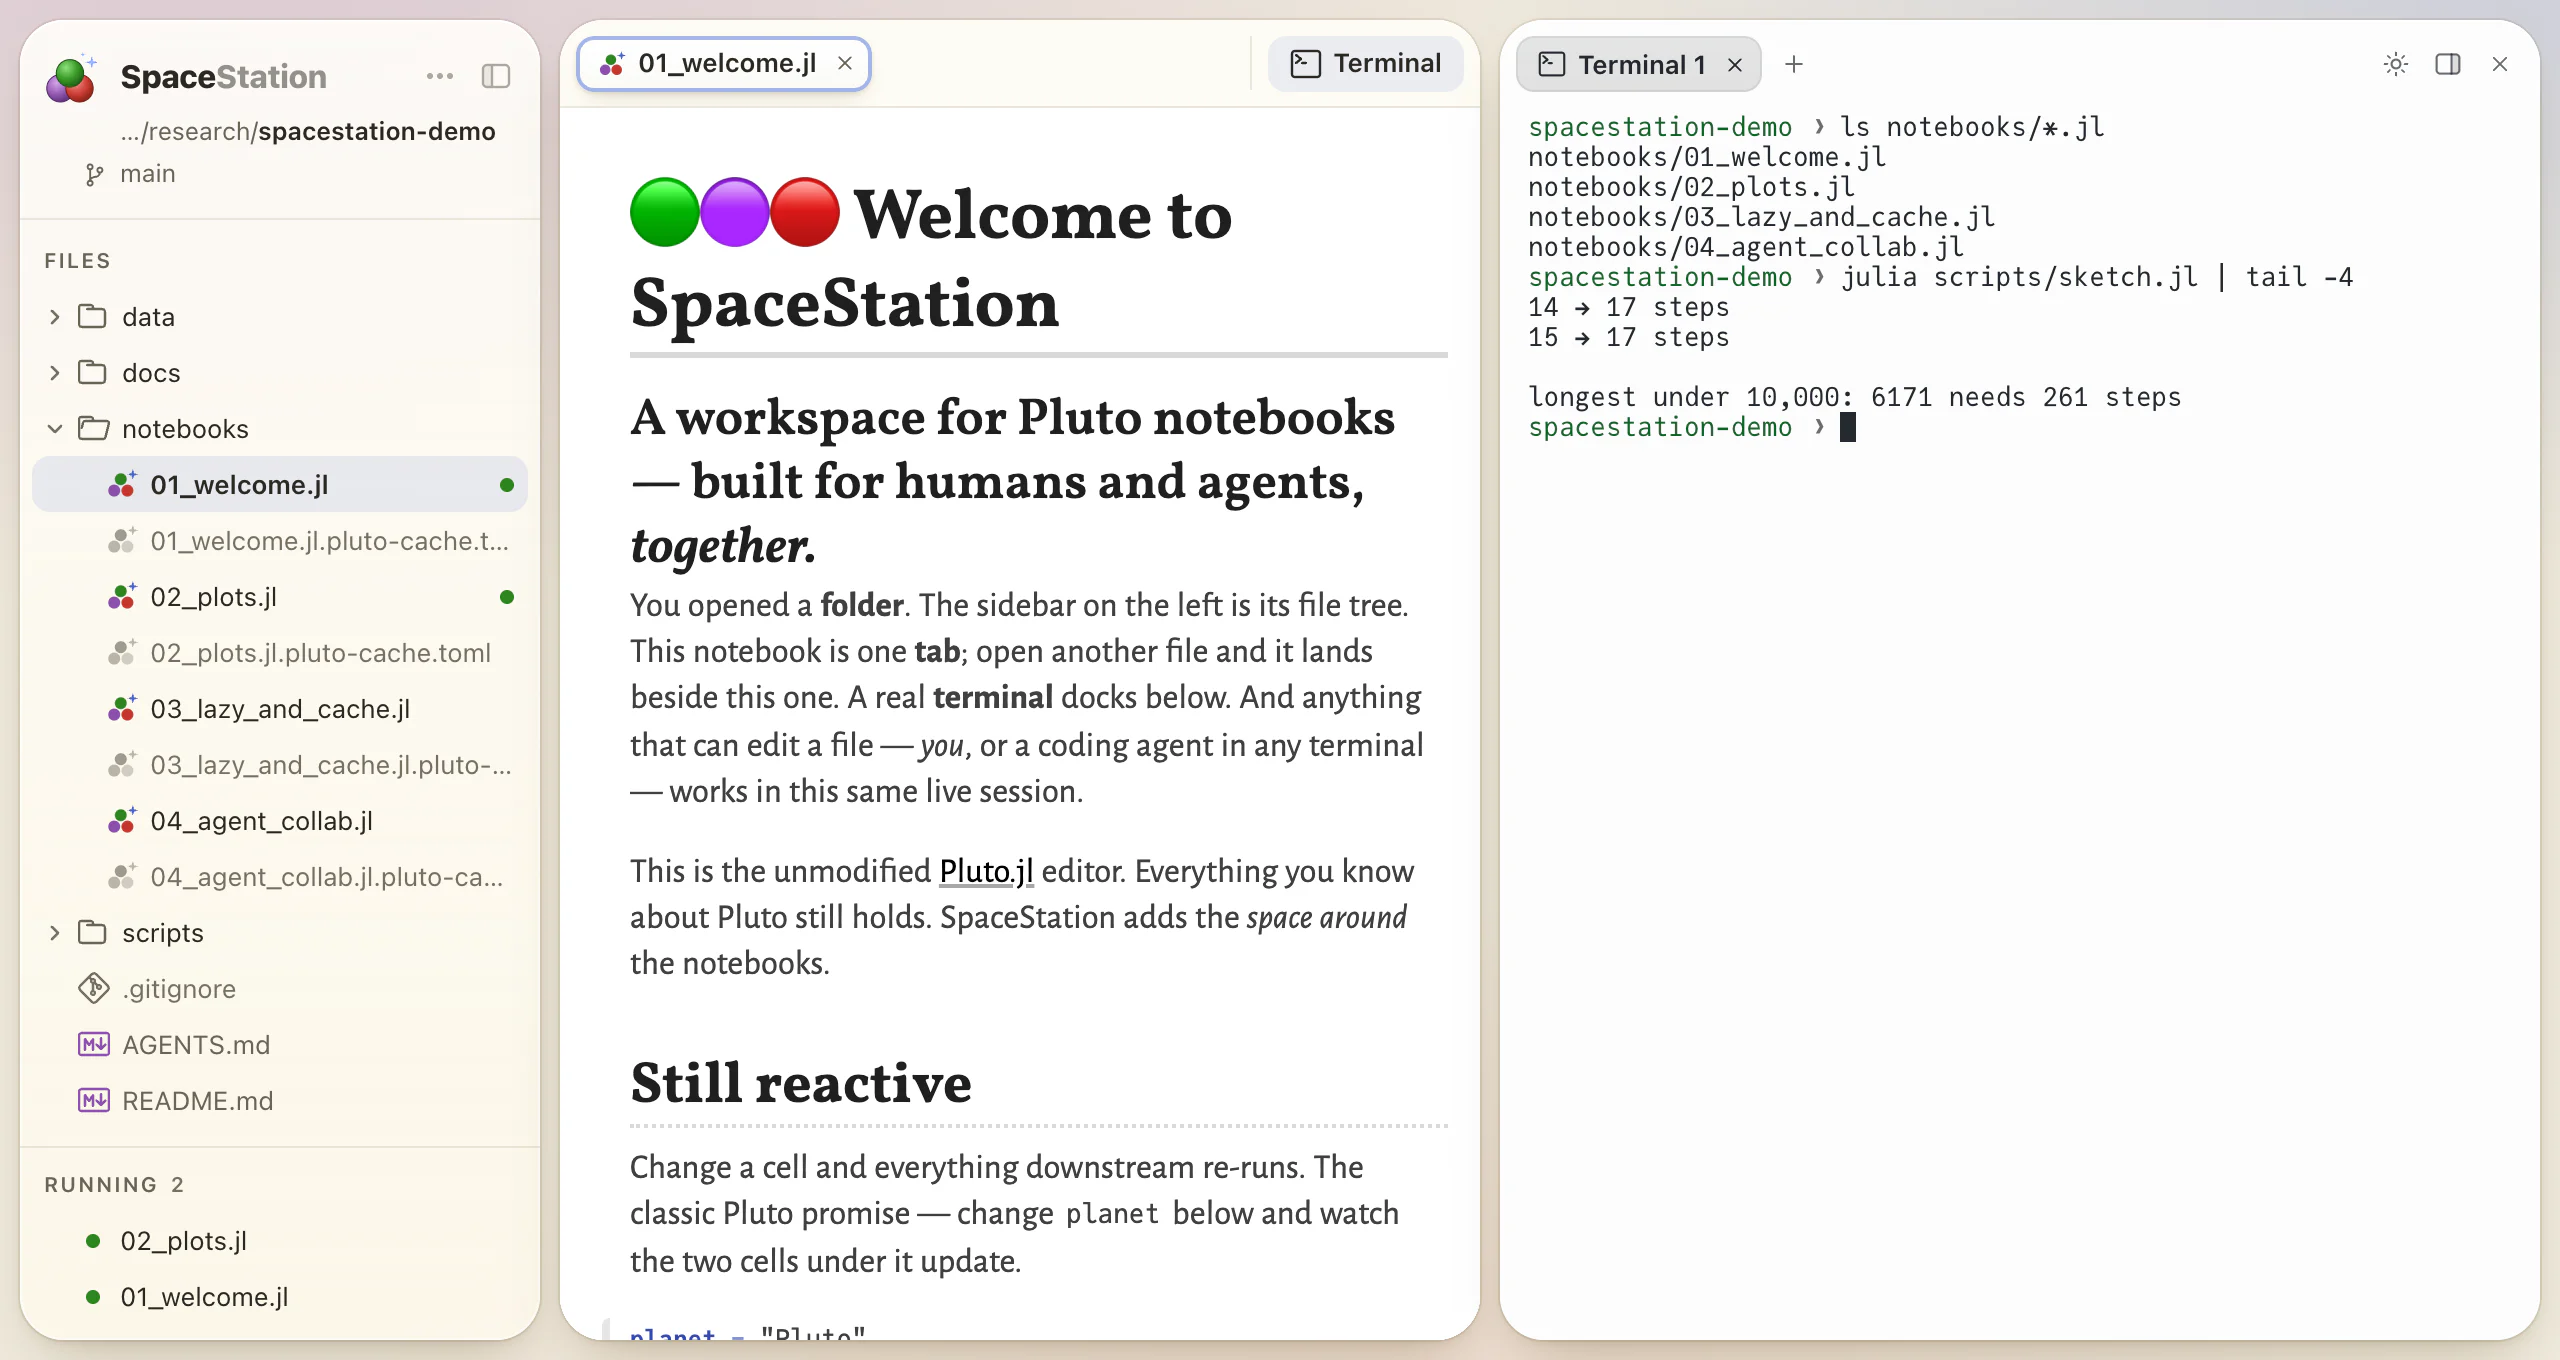 SpaceStation
.../research/spacestation-demo
main
FILES
data
docs
notebooks
01_welcome.jl
01_welcome.jl.pluto-cache.t...
02_plots.jl
02_plots.jl.pluto-cache.toml
03_lazy_and_cache.jl
03_lazy_and_cache.jl.pluto-...
04_agent_collab.jl
04_agent_collab.jl.pluto-ca...
scripts
.gitignore
AGENTS.md
README.md
RUNNING 2
02_plots.jl
01_welcome.jl
01_welcome.jl
Terminal
Welcome to
SpaceStation
A workspace for Pluto notebooks
— built for humans and agents,
together.
You opened a folder. The sidebar on the left is its file tree.
This notebook is one tab; open another file and it lands
beside this one. A real terminal docks below. And anything
that can edit a file — you, or a coding agent in any terminal
— works in this same live session.
This is the unmodified Pluto.jl editor. Everything you know
about Pluto still holds. SpaceStation adds the space around
the notebooks.
Still reactive
Change a cell and everything downstream re-runs. The
classic Pluto promise — change planet below and watch
the two cells under it update.
planet = "Pluto"
Terminal 1
spacestation-demo › ls notebooks/*.jl
notebooks/01_welcome.jl
notebooks/02_plots.jl
notebooks/03_lazy_and_cache.jl
notebooks/04_agent_collab.jl
spacestation-demo › julia scripts/sketch.jl | tail -4
14 → 17 steps
15 → 17 steps
longest under 10,000: 6171 needs 261 steps
spacestation-demo ›